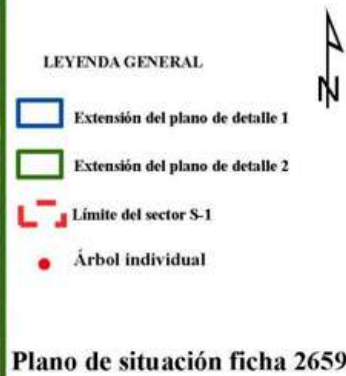 LEYENDA GENERAL
N
Extensión del plano de detalle 1
Extensión del plano de detalle 2
Límite del sector S-1
Árbol individual
Plano de situación ficha 2659